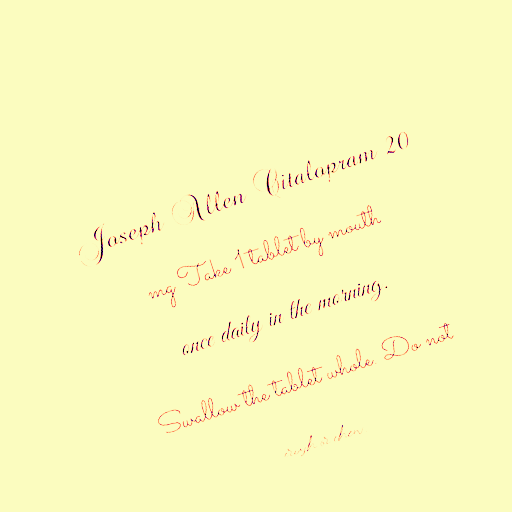 Joseph Allen Citalopram 20
mg Take 1 tablet by mouth
once daily in the morning.
Swallow the tablet whole Do not